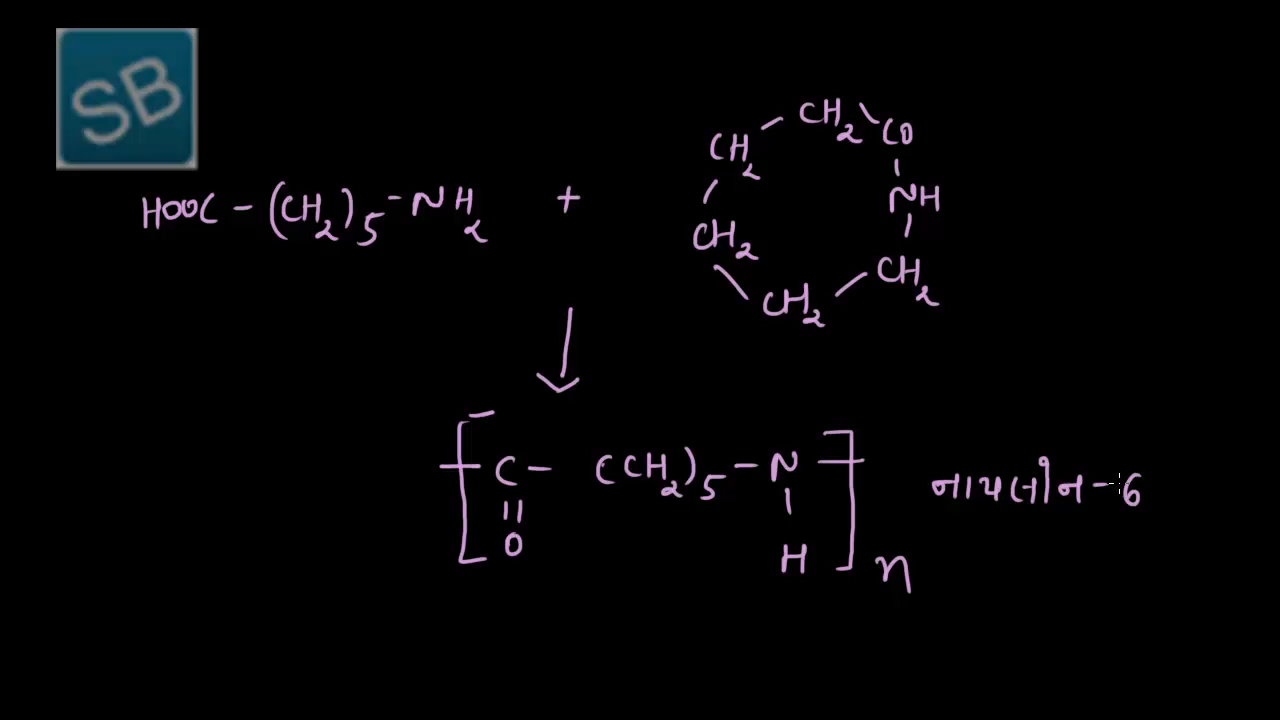 SB
HOOC - (CH₂)₅ - NH₂ + CH₂ - CH₂ - CH₂ \ CO - NH - CH₂ - CH₂
[ - C - (CH₂)₅ - N - ]n નાયલોન - 6
|| |
O H